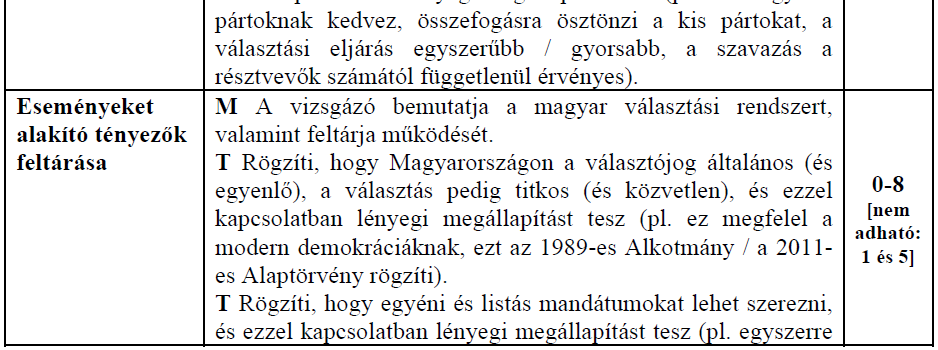 pártoknak kedvez, összefogásra ösztönzi a kis pártokat, a
választási eljárás egyszerűbb / gyorsabb, a szavazás a
résztvevők számától függetlenül érvényes).
Eseményeket
alakító tényezők
feltárása
M A vizsgázó bemutatja a magyar választási rendszert,
valamint feltárja működését.
T Rögzíti, hogy Magyarországon a választójog általános (és
egyenlő), a választás pedig titkos (és közvetlen), és ezzel
kapcsolatban lényegi megállapítást tesz (pl. ez megfelel a
modern demokráciáknak, ezt az 1989-es Alkotmány / a 2011-
es Alaptörvény rögzíti).
T Rögzíti, hogy egyéni és listás mandátumokat lehet szerezni,
és ezzel kapcsolatban lényegi megállapítást tesz (pl. egyszerre
0-8
[nem
adható:
1 és 5]